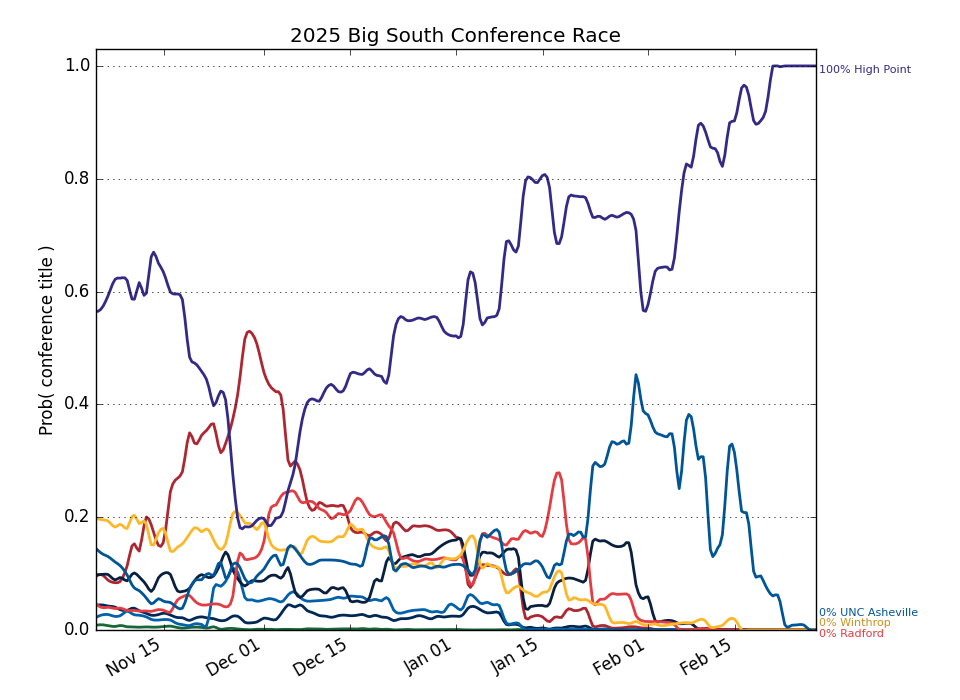 2025 Big South Conference Race
Prob( conference title )
1.0
0.8
0.6
0.4
0.2
0.0
Nov 15
Dec 01
Dec 15
Jan 01
Jan 15
Feb 01
Feb 15
100% High Point
0% UNC Asheville
0% Winthrop
0% Radford